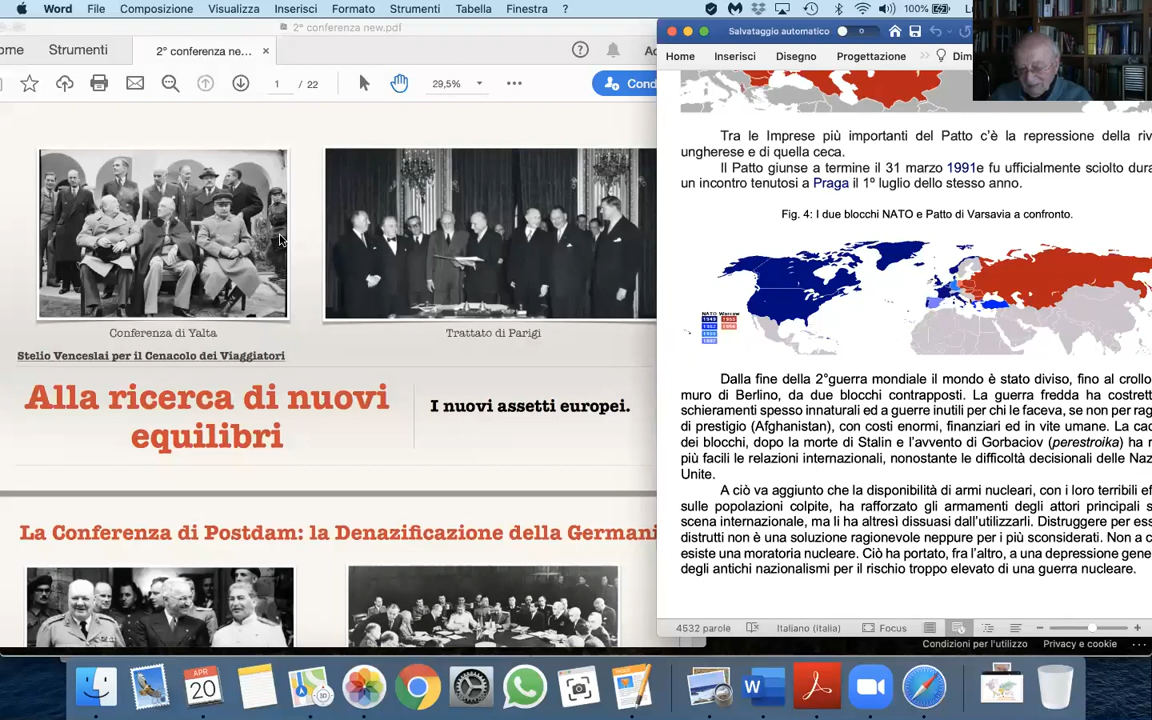 Word File Composizione Visualizza Inserisci Formato Strumenti Tabella Finestra ? 100%
2° conferenza new.pdf
ome Strumenti 2° conferenza ne... × ? Ac
1 / 22 29,5% Cond
Conferenza di Yalta
Trattato di Parigi
Stelio Venceslai per il Cenacolo dei Viaggiatori
Alla ricerca di nuovi
equilibri
I nuovi assetti europei.
La Conferenza di Postdam: la Denazificazione della Germani
Salvataggio automatico
Home Inserisci Disegno Progettazione Dim
Tra le Imprese più importanti del Patto c'è la repressione della riv
ungherese e di quella ceca.
Il Patto giunse a termine il 31 marzo 1991e fu ufficialmente sciolto dura
un incontro tenutosi a Praga il 1º luglio dello stesso anno.
Fig. 4: I due blocchi NATO e Patto di Varsavia a confronto.
NATO Warsaw
Dalla fine della 2°guerra mondiale il mondo è stato diviso, fino al crollo
muro di Berlino, da due blocchi contrapposti. La guerra fredda ha costrett
schieramenti spesso innaturali ed a guerre inutili per chi le faceva, se non per rag
di prestigio (Afghanistan), con costi enormi, finanziari ed in vite umane. La cad
dei blocchi, dopo la morte di Stalin e l'avvento di Gorbaciov (perestroika) ha r
più facili le relazioni internazionali, nonostante le difficoltà decisionali delle Naz
Unite.
A ciò va aggiunto che la disponibilità di armi nucleari, con i loro terribili ef
sulle popolazioni colpite, ha rafforzato gli armamenti degli attori principali s
scena internazionale, ma li ha altresì dissuasi dall'utilizzarli. Distruggere per ess
distrutti non è una soluzione ragionevole neppure per i più sconsiderati. Non a c
esiste una moratoria nucleare. Ciò ha portato, fra l'altro, a una depressione gene
degli antichi nazionalismi per il rischio troppo elevato di una guerra nucleare.
4532 parole Italiano (Italia) Focus
Condizioni per l'utilizzo Privacy e cookie
APR
20